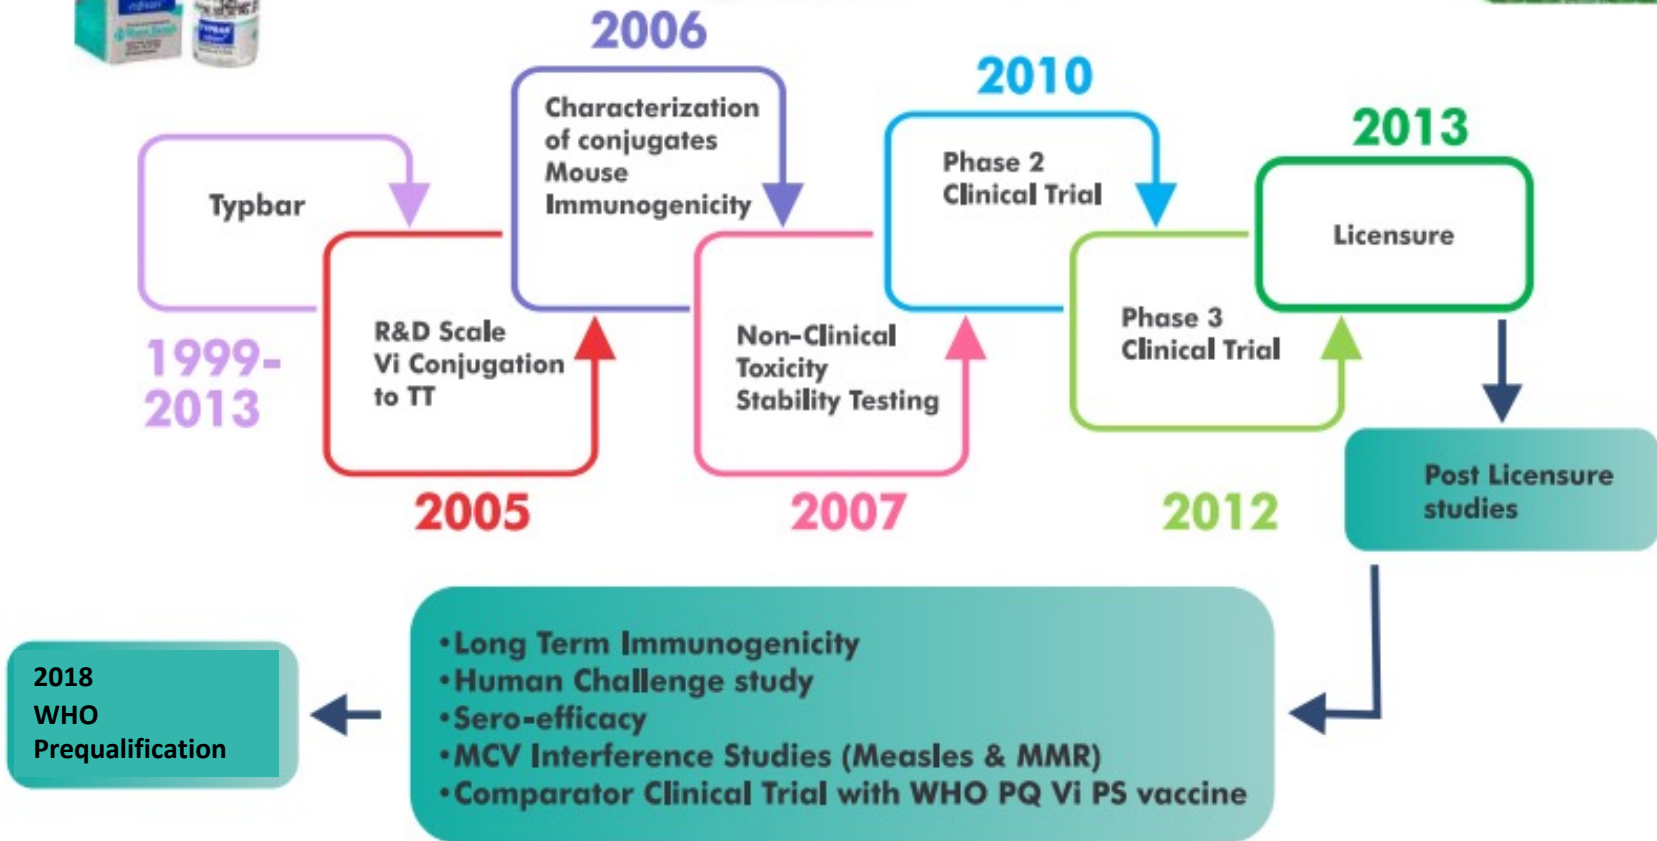 TYPBAR
2006
2010
2013
Characterization
of conjugates
Mouse
Immunogenicity
Phase 2
Clinical Trial
Typbar
Licensure
R&D Scale
Vi Conjugation
to TT
Non-Clinical
Toxicity
Stability Testing
Phase 3
Clinical Trial
1999-
2013
2005
2007
2012
Post Licensure
studies
•Long Term Immunogenicity
•Human Challenge study
•Sero-efficacy
•MCV Interference Studies (Measles & MMR)
•Comparator Clinical Trial with WHO PQ Vi PS vaccine
2018
WHO
Prequalification